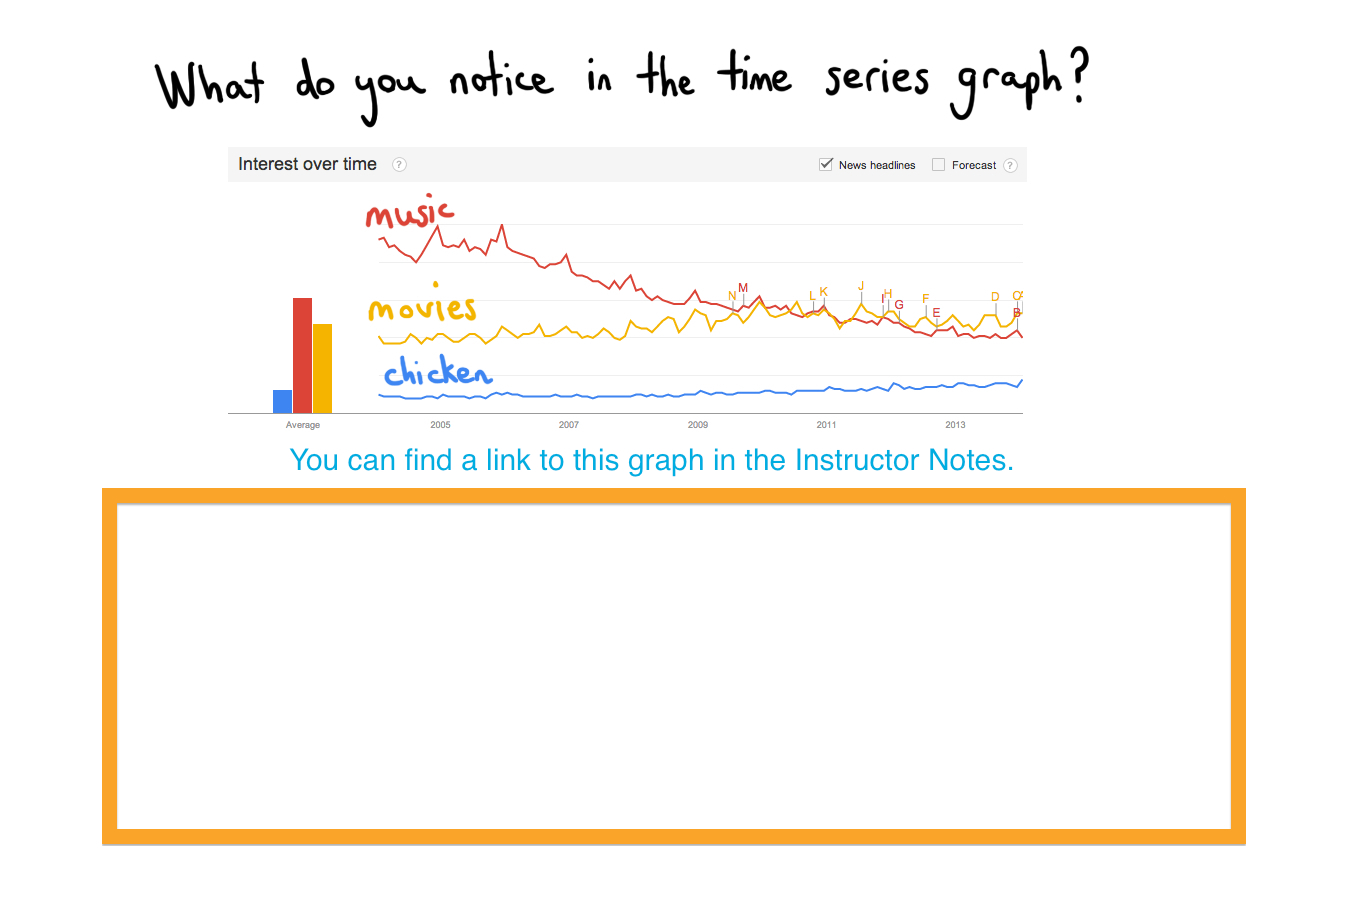 What do you notice in the time series graph?
Interest over time ?
News headlines Forecast ?
music
movies
chicken
N M L K J I H G F E D C B
Average 2005 2007 2009 2011 2013
You can find a link to this graph in the Instructor Notes.